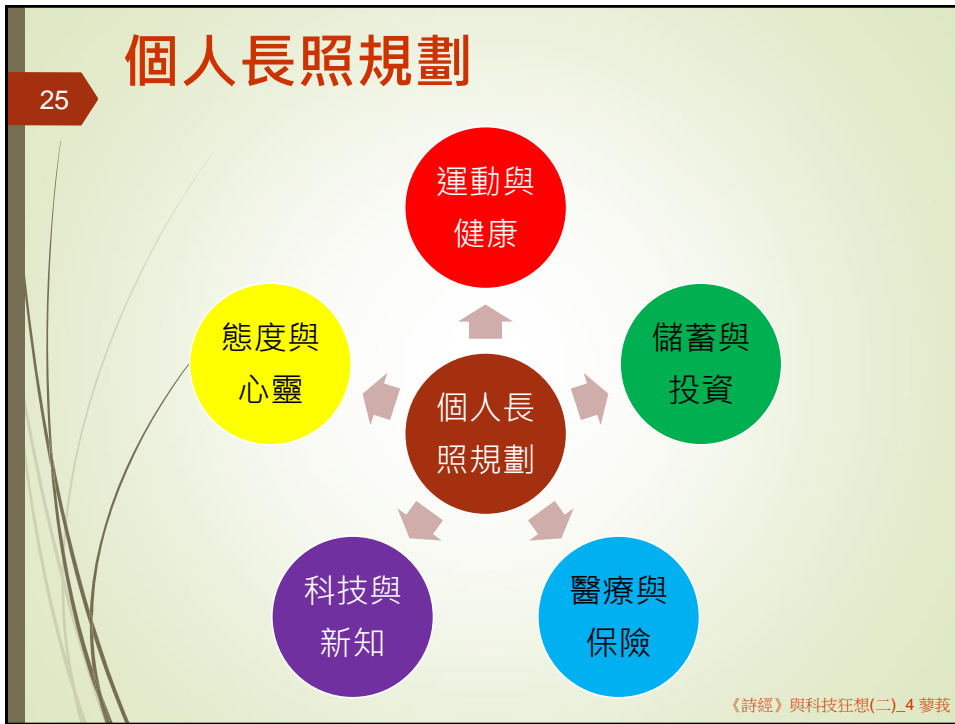 個人長照規劃
25
運動與
健康
態度與
心靈
儲蓄與
投資
個人長
照規劃
科技與
新知
醫療與
保險
《詩經》與科技狂想(二)_4 蓼莪